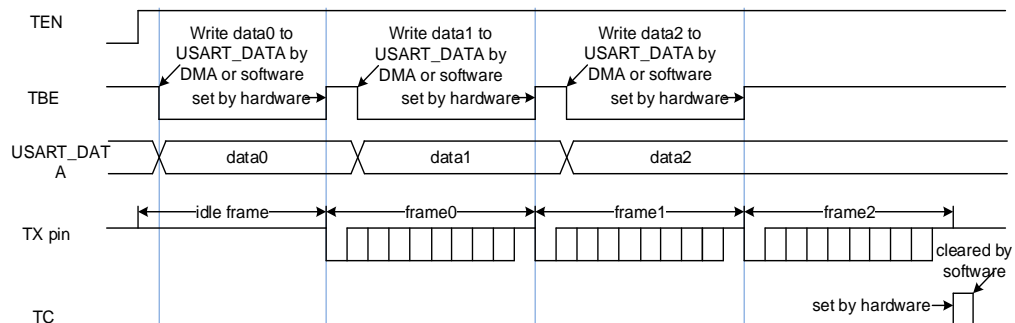 TEN
Write data0 to
USART_DATA by
DMA or software
Write data1 to
USART_DATA by
DMA or software
Write data2 to
USART_DATA by
DMA or software
TBE
set by hardware
set by hardware
set by hardware
USART_DAT
A
data0
data1
data2
idle frame
frame0
frame1
frame2
TX pin
cleared by
software
set by hardware
TC